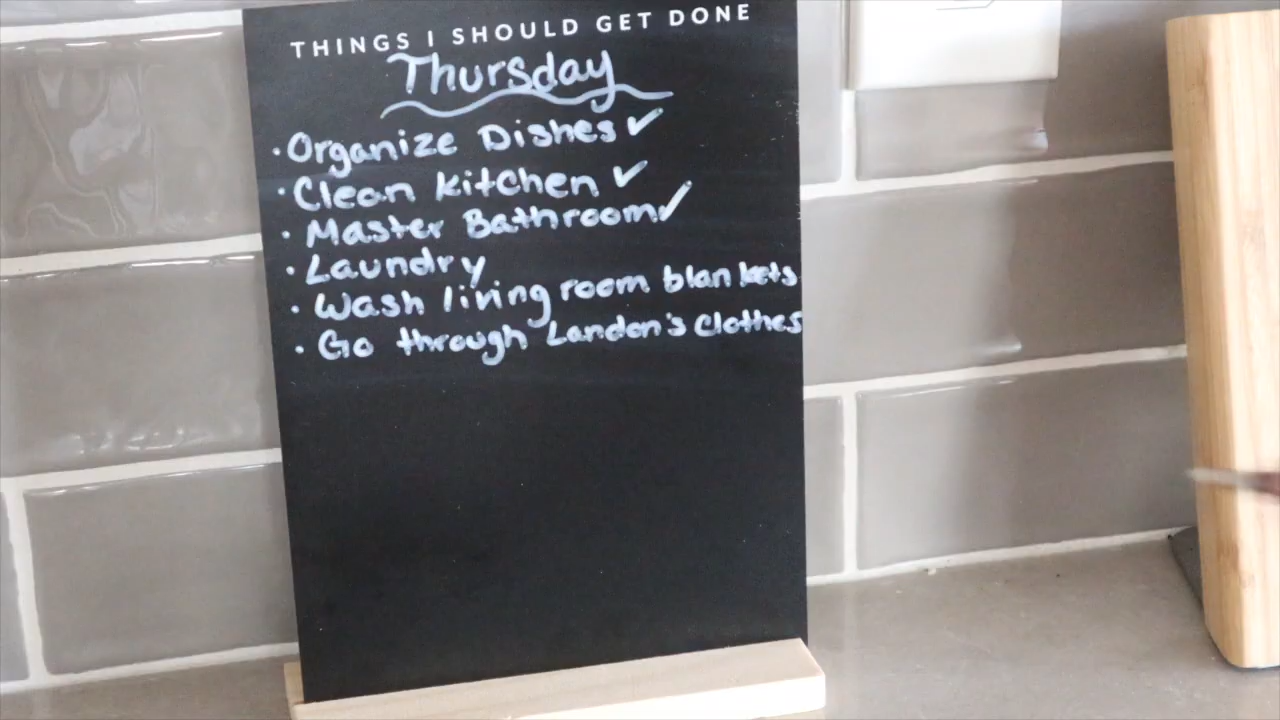 THINGS I SHOULD GET DONE
Thursday
• Organize Dishes ✓
• Clean Kitchen ✓
• Master Bathroom ✓
• Laundry
• Wash living room blankets
• Go through Landon's Clothes